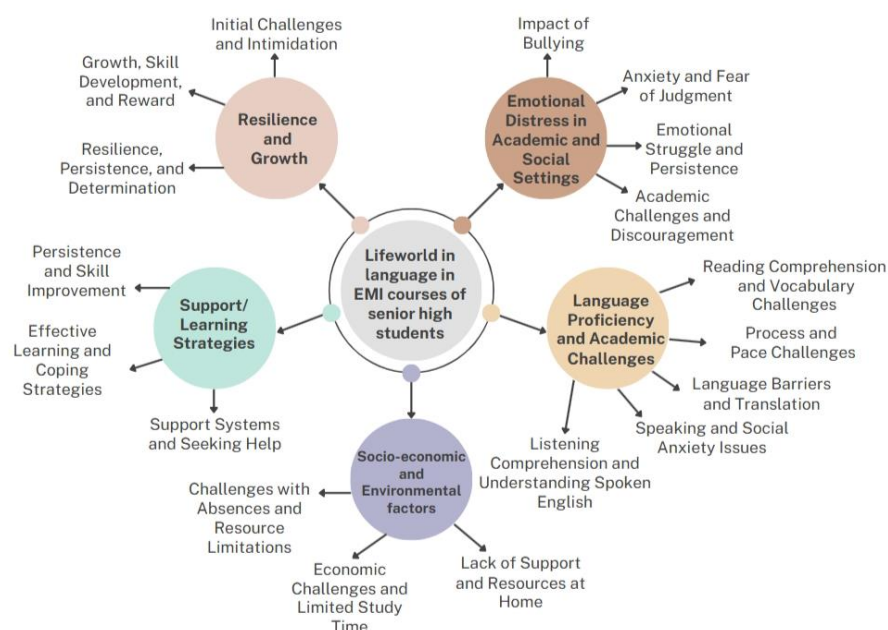 Initial Challenges
and Intimidation
Growth, Skill
Development,
and Reward
Resilience,
Persistence, and
Determination
Resilience
and
Growth
Impact of
Bullying
Anxiety and Fear
of Judgment
Emotional
Struggle and
Persistence
Academic
Challenges and
Discouragement
Emotional
Distress in
Academic and
Social
Settings
Lifeworld in
language in
EMI courses of
senior high
students
Persistence
and Skill
Improvement
Effective
Learning and
Coping
Strategies
Support Systems
and Seeking Help
Support/
Learning
Strategies
Language
Proficiency
and Academic
Challenges
Reading Comprehension
and Vocabulary
Challenges
Process and
Pace Challenges
Language Barriers
and Translation
Speaking and Social
Anxiety Issues
Listening
Comprehension and
Understanding Spoken
English
Socio-economic
and
Environmental
factors
Challenges with
Absences and
Resource
Limitations
Economic
Challenges and
Limited Study
Time
Lack of Support
and Resources at
Home